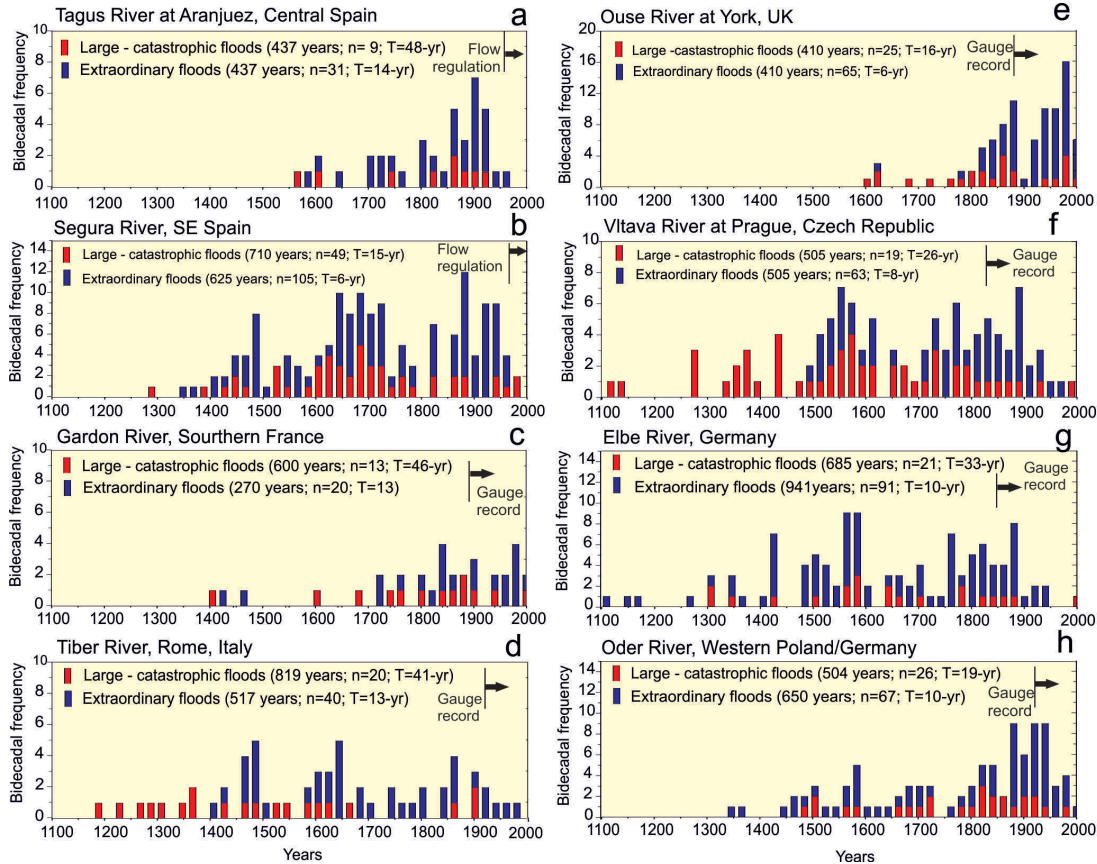 Tagus River at Aranjuez, Central Spain
a
Bidecadal frequency
10
8
6
4
2
0
Large - catastrophic floods (437 years; n= 9; T=48-yr)
Extraordinary floods (437 years; n=31; T=14-yr)
Flow
regulation
1100 1200 1300 1400 1500 1600 1700 1800 1900 2000
Segura River, SE Spain
b
Bidecadal frequency
14
12
10
8
6
4
2
0
Large - catastrophic floods (710 years; n=49; T=15-yr)
Extraordinary floods (625 years; n=105; T=6-yr)
Flow
regulation
1100 1200 1300 1400 1500 1600 1700 1800 1900 2000
Gardon River, Sourthern France
c
Bidecadal frequency
10
8
6
4
2
0
Large - catastrophic floods (600 years; n=13; T=46-yr)
Extraordinary floods (270 years; n=20; T=13)
Gauge
record
1100 1200 1300 1400 1500 1600 1700 1800 1900 2000
Tiber River, Rome, Italy
d
Bidecadal frequency
10
8
6
4
2
0
Large - catastrophic floods (819 years; n=20; T=41-yr)
Extraordinary floods (517 years; n=40; T=13-yr)
Gauge
record
1100 1200 1300 1400 1500 1600 1700 1800 1900 2000
Years
Ouse River at York, UK
e
Bidecadal frequency
20
16
12
8
4
0
Large -castastrophic floods (410 years; n=25; T=16-yr)
Extraordinary floods (410 years; n=65; T=6-yr)
Gauge
record
1100 1200 1300 1400 1500 1600 1700 1800 1900 2000
Vltava River at Prague, Czech Republic
f
Bidecadal frequency
10
8
6
4
2
0
Large - catastrophic floods (505 years; n=19; T=26-yr)
Extraordinary floods (505 years; n=63; T=8-yr)
Gauge
record
1100 1200 1300 1400 1500 1600 1700 1800 1900 2000
Elbe River, Germany
g
Bidecadal frequency
14
12
10
8
6
4
2
0
Large - catastrophic floods (685 years; n=21; T=33-yr)
Extraordinary floods (941years; n=91; T=10-yr)
Gauge
record
1100 1200 1300 1400 1500 1600 1700 1800 1900 2000
Oder River, Western Poland/Germany
h
Bidecadal frequency
14
12
10
8
6
4
2
0
Large - catastrophic floods (504 years; n=26; T=19-yr)
Extraordinary floods (650 years; n=67; T=10-yr)
Gauge
record
1100 1200 1300 1400 1500 1600 1700 1800 1900 2000
Years